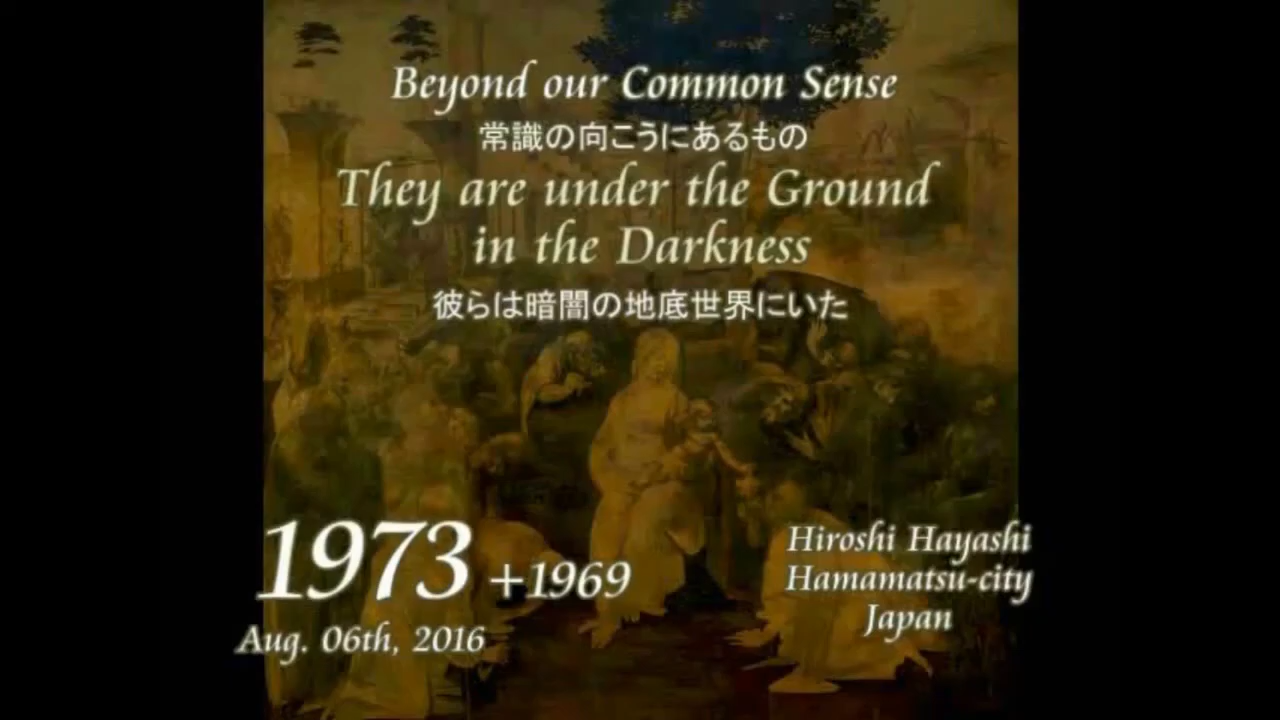 Beyond our Common Sense
常識の向こうにあるもの
They are under the Ground
in the Darkness
彼らは暗闇の地底世界にいた
1973 +1969
Aug. 06th, 2016
Hiroshi Hayashi
Hamamatsu-city
Japan